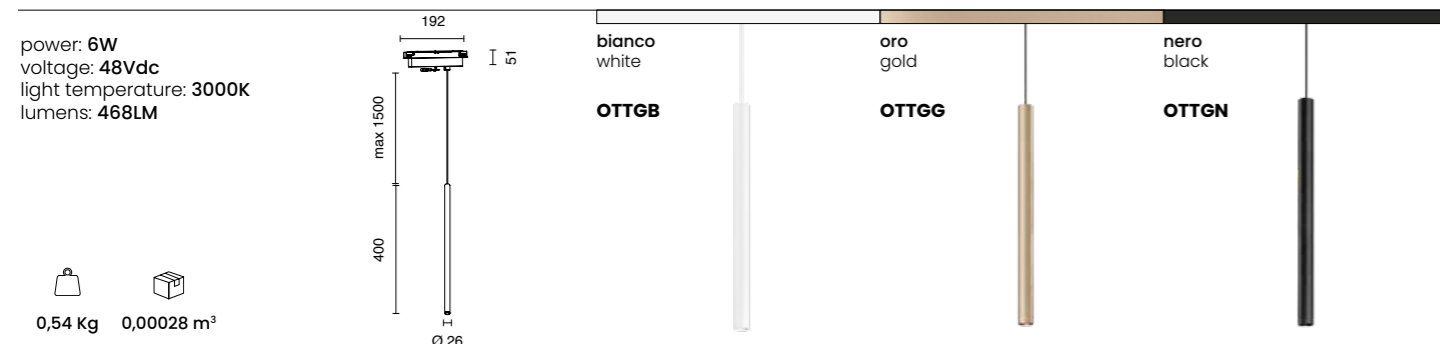 power: 6W
voltage: 48Vdc
light temperature: 3000K
lumens: 468LM
0,54 Kg
0,00028 m³
192
51
max 1500
400
Ø 26
bianco
white
OTTGB
oro
gold
OTTGG
nero
black
OTTGN